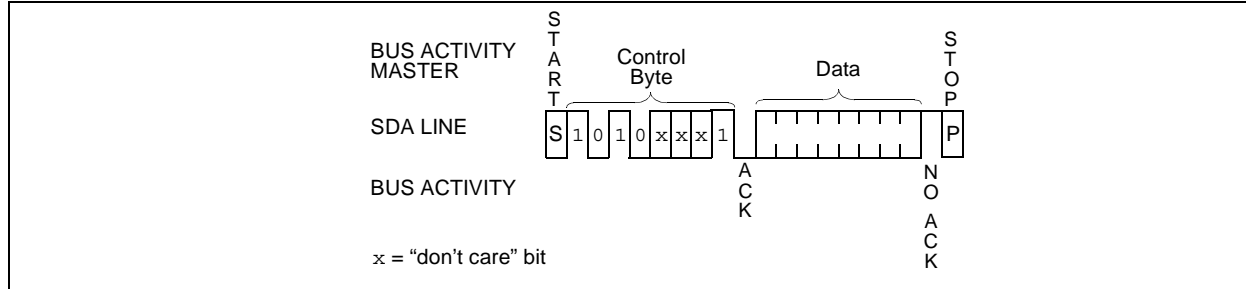 BUS ACTIVITY
MASTER
START
Control
Byte
Data
STOP
SDA LINE
S 1 0 1 0 x x x 1
P
BUS ACTIVITY
ACK
NO ACK
x = “don’t care” bit